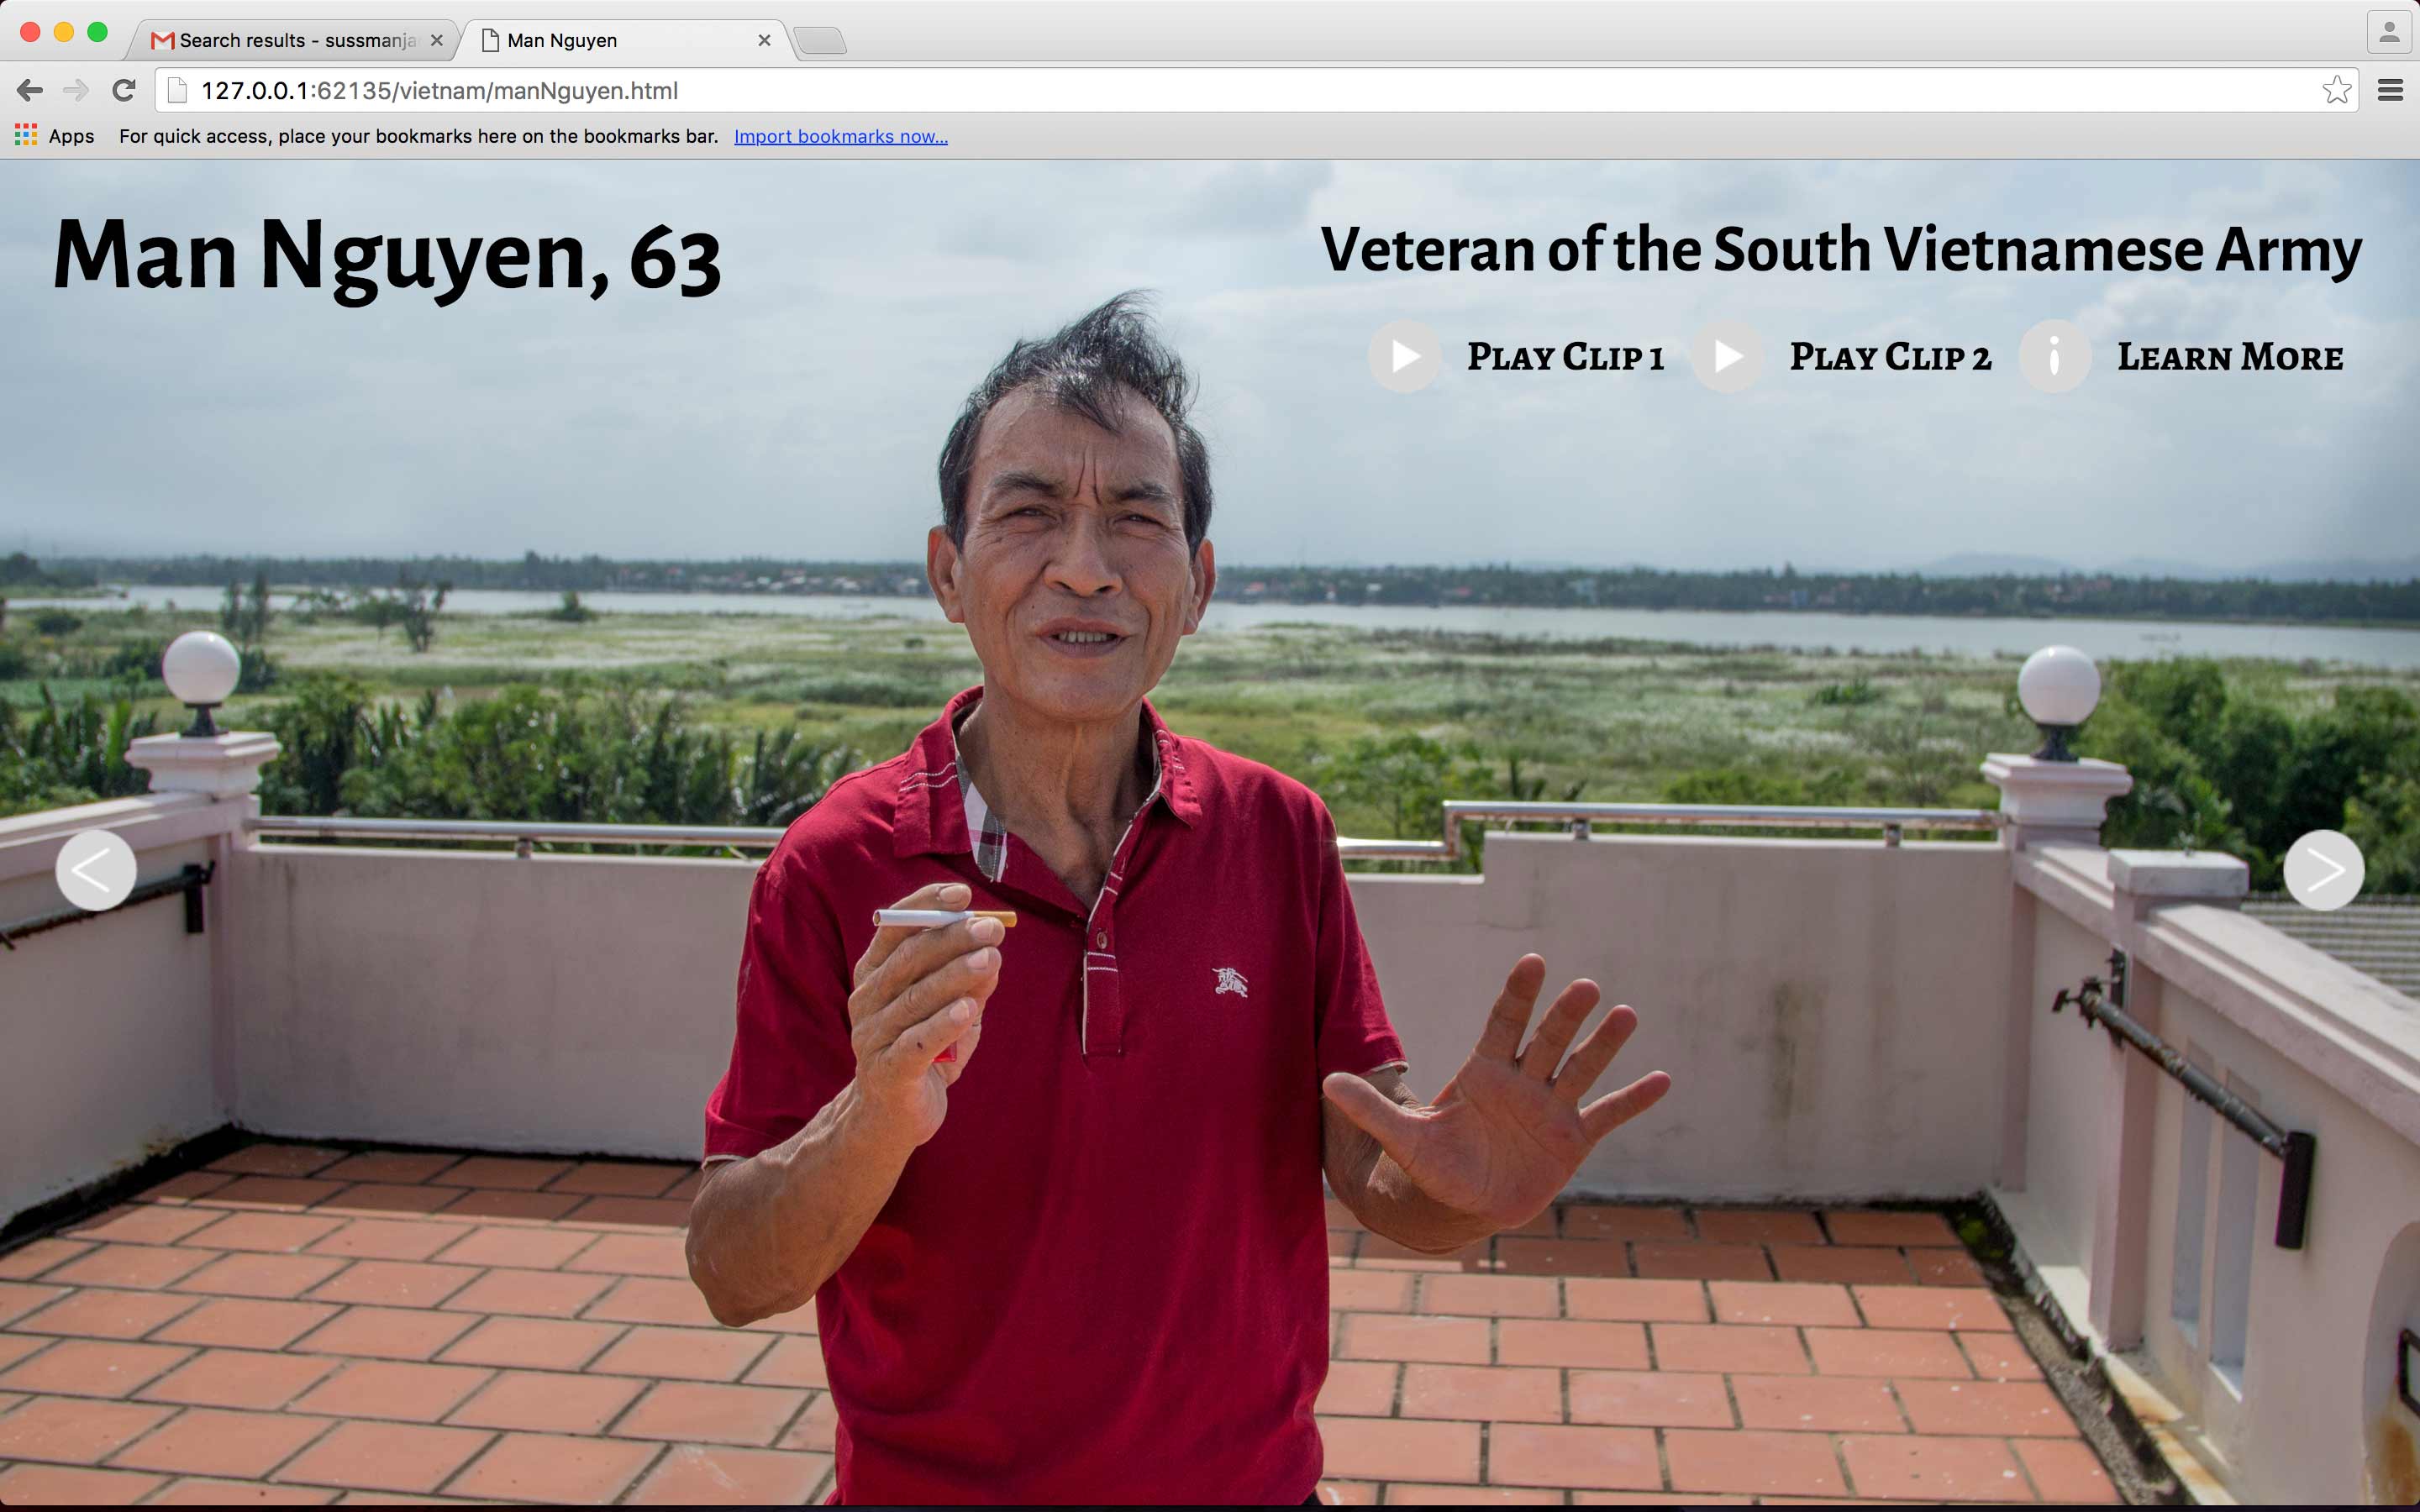 Search results - sussmanja
Man Nguyen
127.0.0.1:62135/vietnam/manNguyen.html
Apps For quick access, place your bookmarks here on the bookmarks bar. Import bookmarks now...
Man Nguyen, 63
Veteran of the South Vietnamese Army
Play Clip 1 Play Clip 2 Learn More